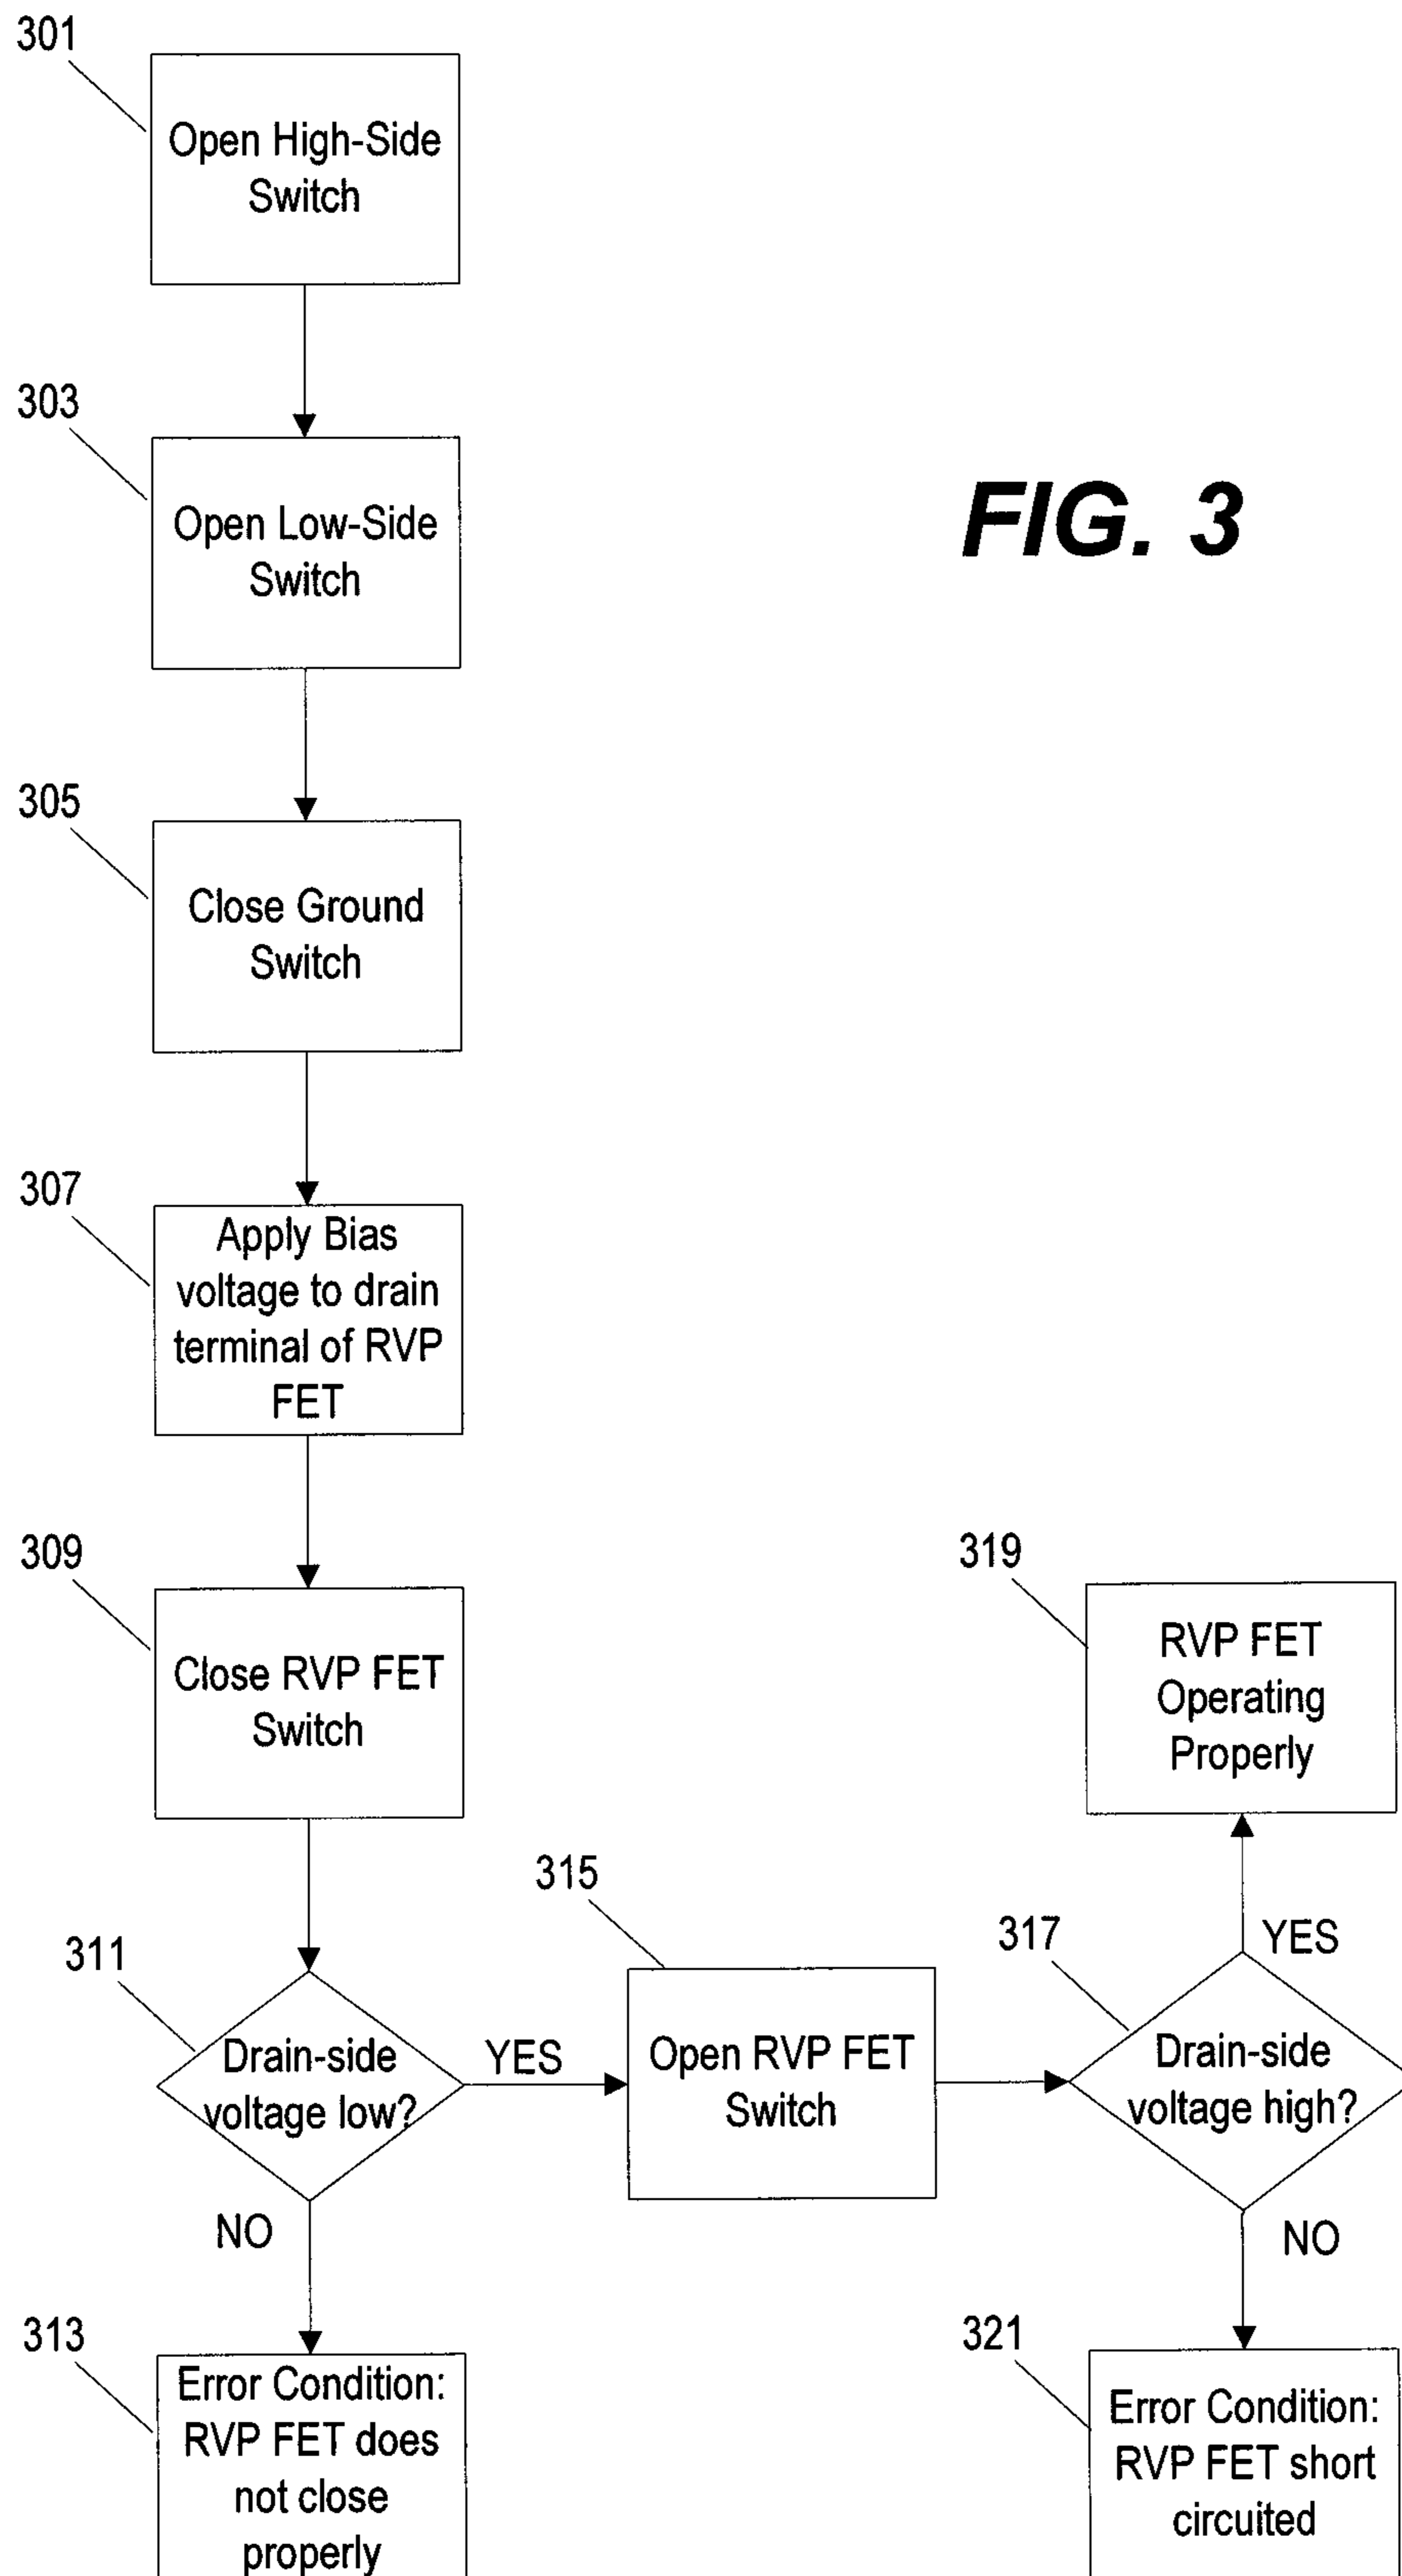 301
Open High-Side
Switch
303
Open Low-Side
Switch
FIG. 3
305
Close Ground
Switch
307
Apply Bias
voltage to drain
terminal of RVP
FET
309
Close RVP FET
Switch
319
RVP FET
Operating
Properly
311
Drain-side
voltage low?
YES
315
Open RVP FET
Switch
317
Drain-side
voltage high?
YES
NO
NO
313
Error Condition:
RVP FET does
not close
properly
321
Error Condition:
RVP FET short
circuited